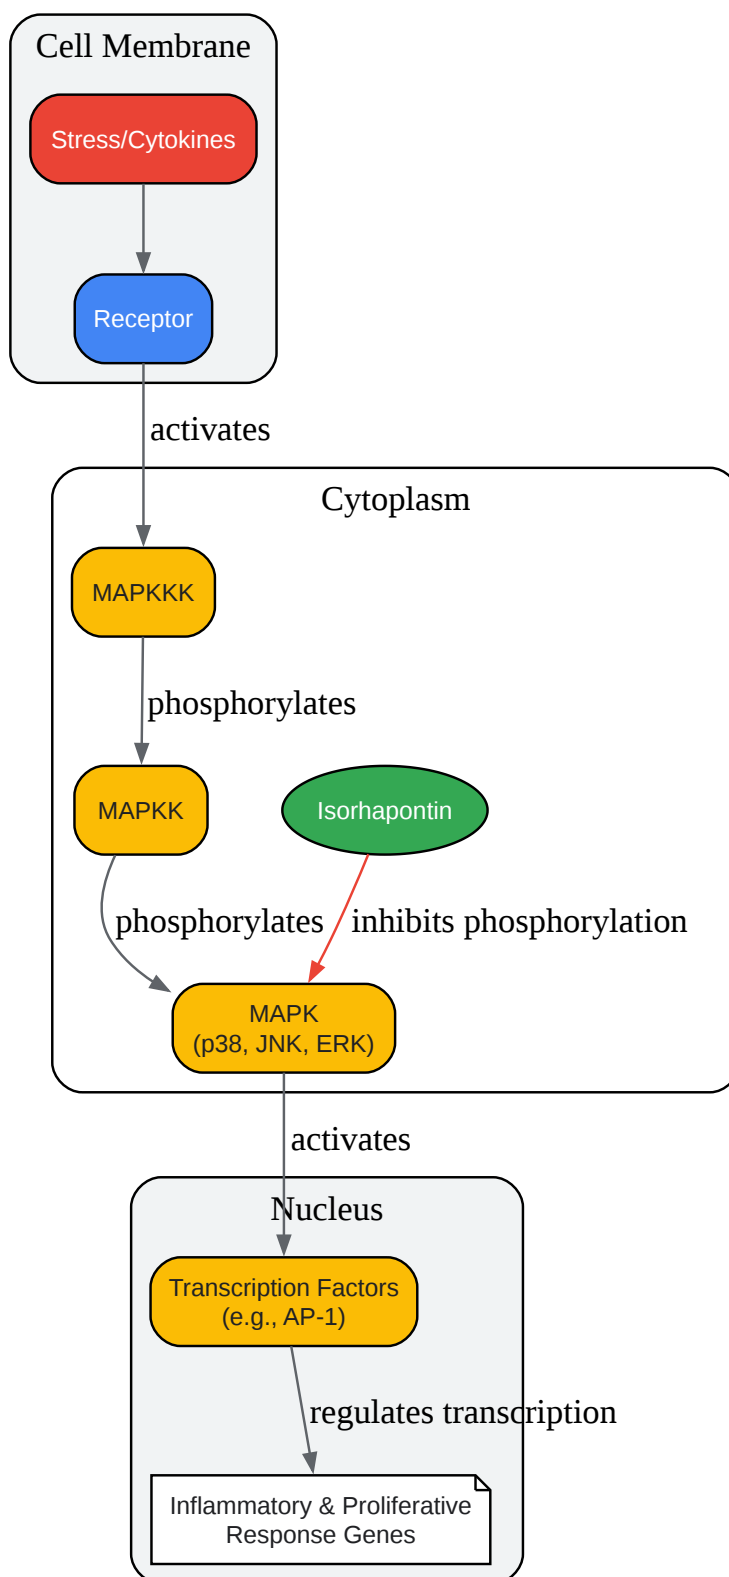 Cell Membrane
Stress/Cytokines
Receptor
activates
Cytoplasm
MAPKKK
phosphorylates
MAPKK
Isorhapontin
phosphorylates
inhibits phosphorylation
MAPK
(p38, JNK, ERK)
activates
Nucleus
Transcription Factors
(e.g., AP-1)
regulates transcription
Inflammatory & Proliferative
Response Genes